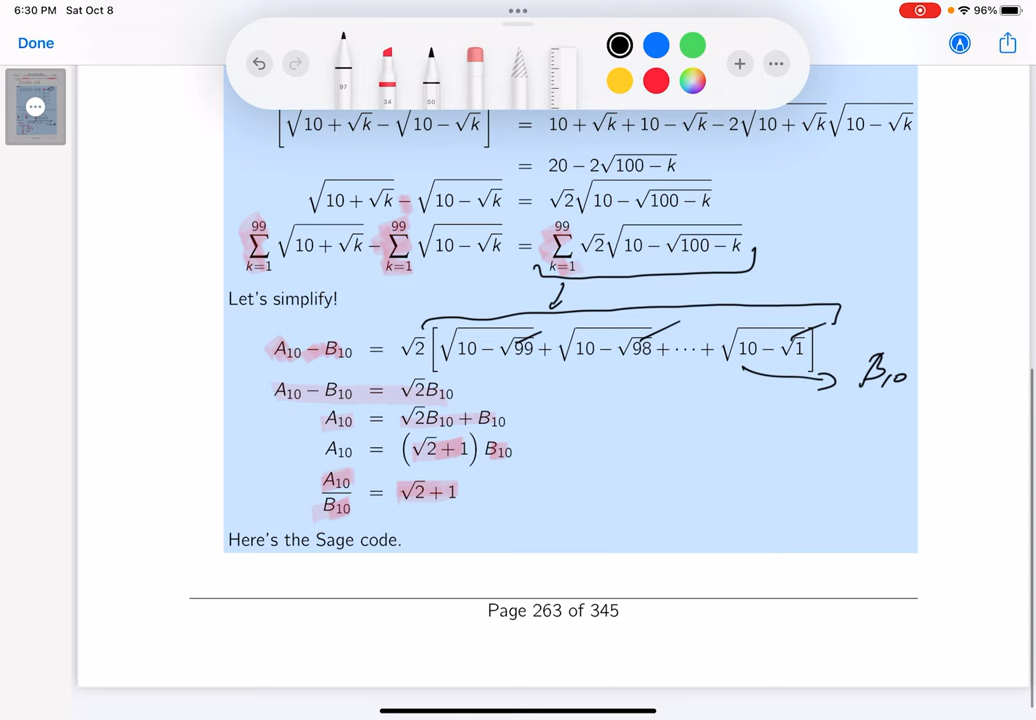 6:30 PM Sat Oct 8 96%
Done
97 34 50
[√(10 + √k) − √(10 − √k)] = 10 + √k + 10 − √k − 2√(10 + √k)√(10 − √k)
= 20 − 2√(100 − k)
√(10 + √k) − √(10 − √k) = √2√(10 − √(100 − k))
∑_{k=1}^{99} √(10 + √k) − ∑_{k=1}^{99} √(10 − √k) = ∑_{k=1}^{99} √2√(10 − √(100 − k))
Let's simplify!
A₁₀ − B₁₀ = √2 [√(10 − √99) + √(10 − √98) + ⋯ + √(10 − √1)] B₁₀
A₁₀ − B₁₀ = √2B₁₀
A₁₀ = √2B₁₀ + B₁₀
A₁₀ = (√2 + 1) B₁₀
A₁₀/B₁₀ = √2 + 1
Here's the Sage code.
Page 263 of 345